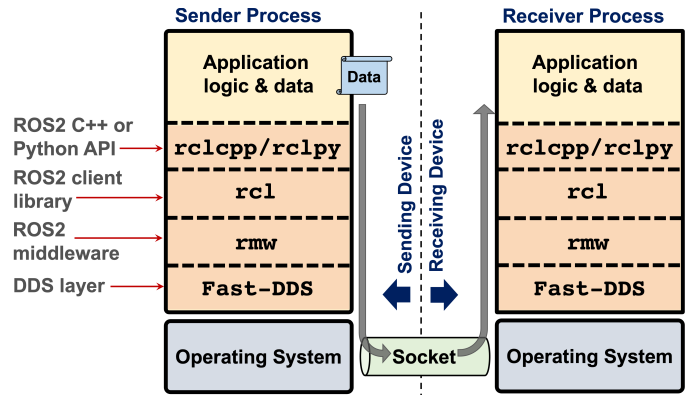 Sender Process
Receiver Process
Application
logic & data
Data
Application
logic & data
ROS2 C++ or
Python API
rclcpp/rclpy
rclcpp/rclpy
ROS2 client
library
rcl
rcl
ROS2
middleware
rmw
rmw
DDS layer
Fast-DDS
Fast-DDS
Sending Device
Receiving Device
Operating System
Socket
Operating System